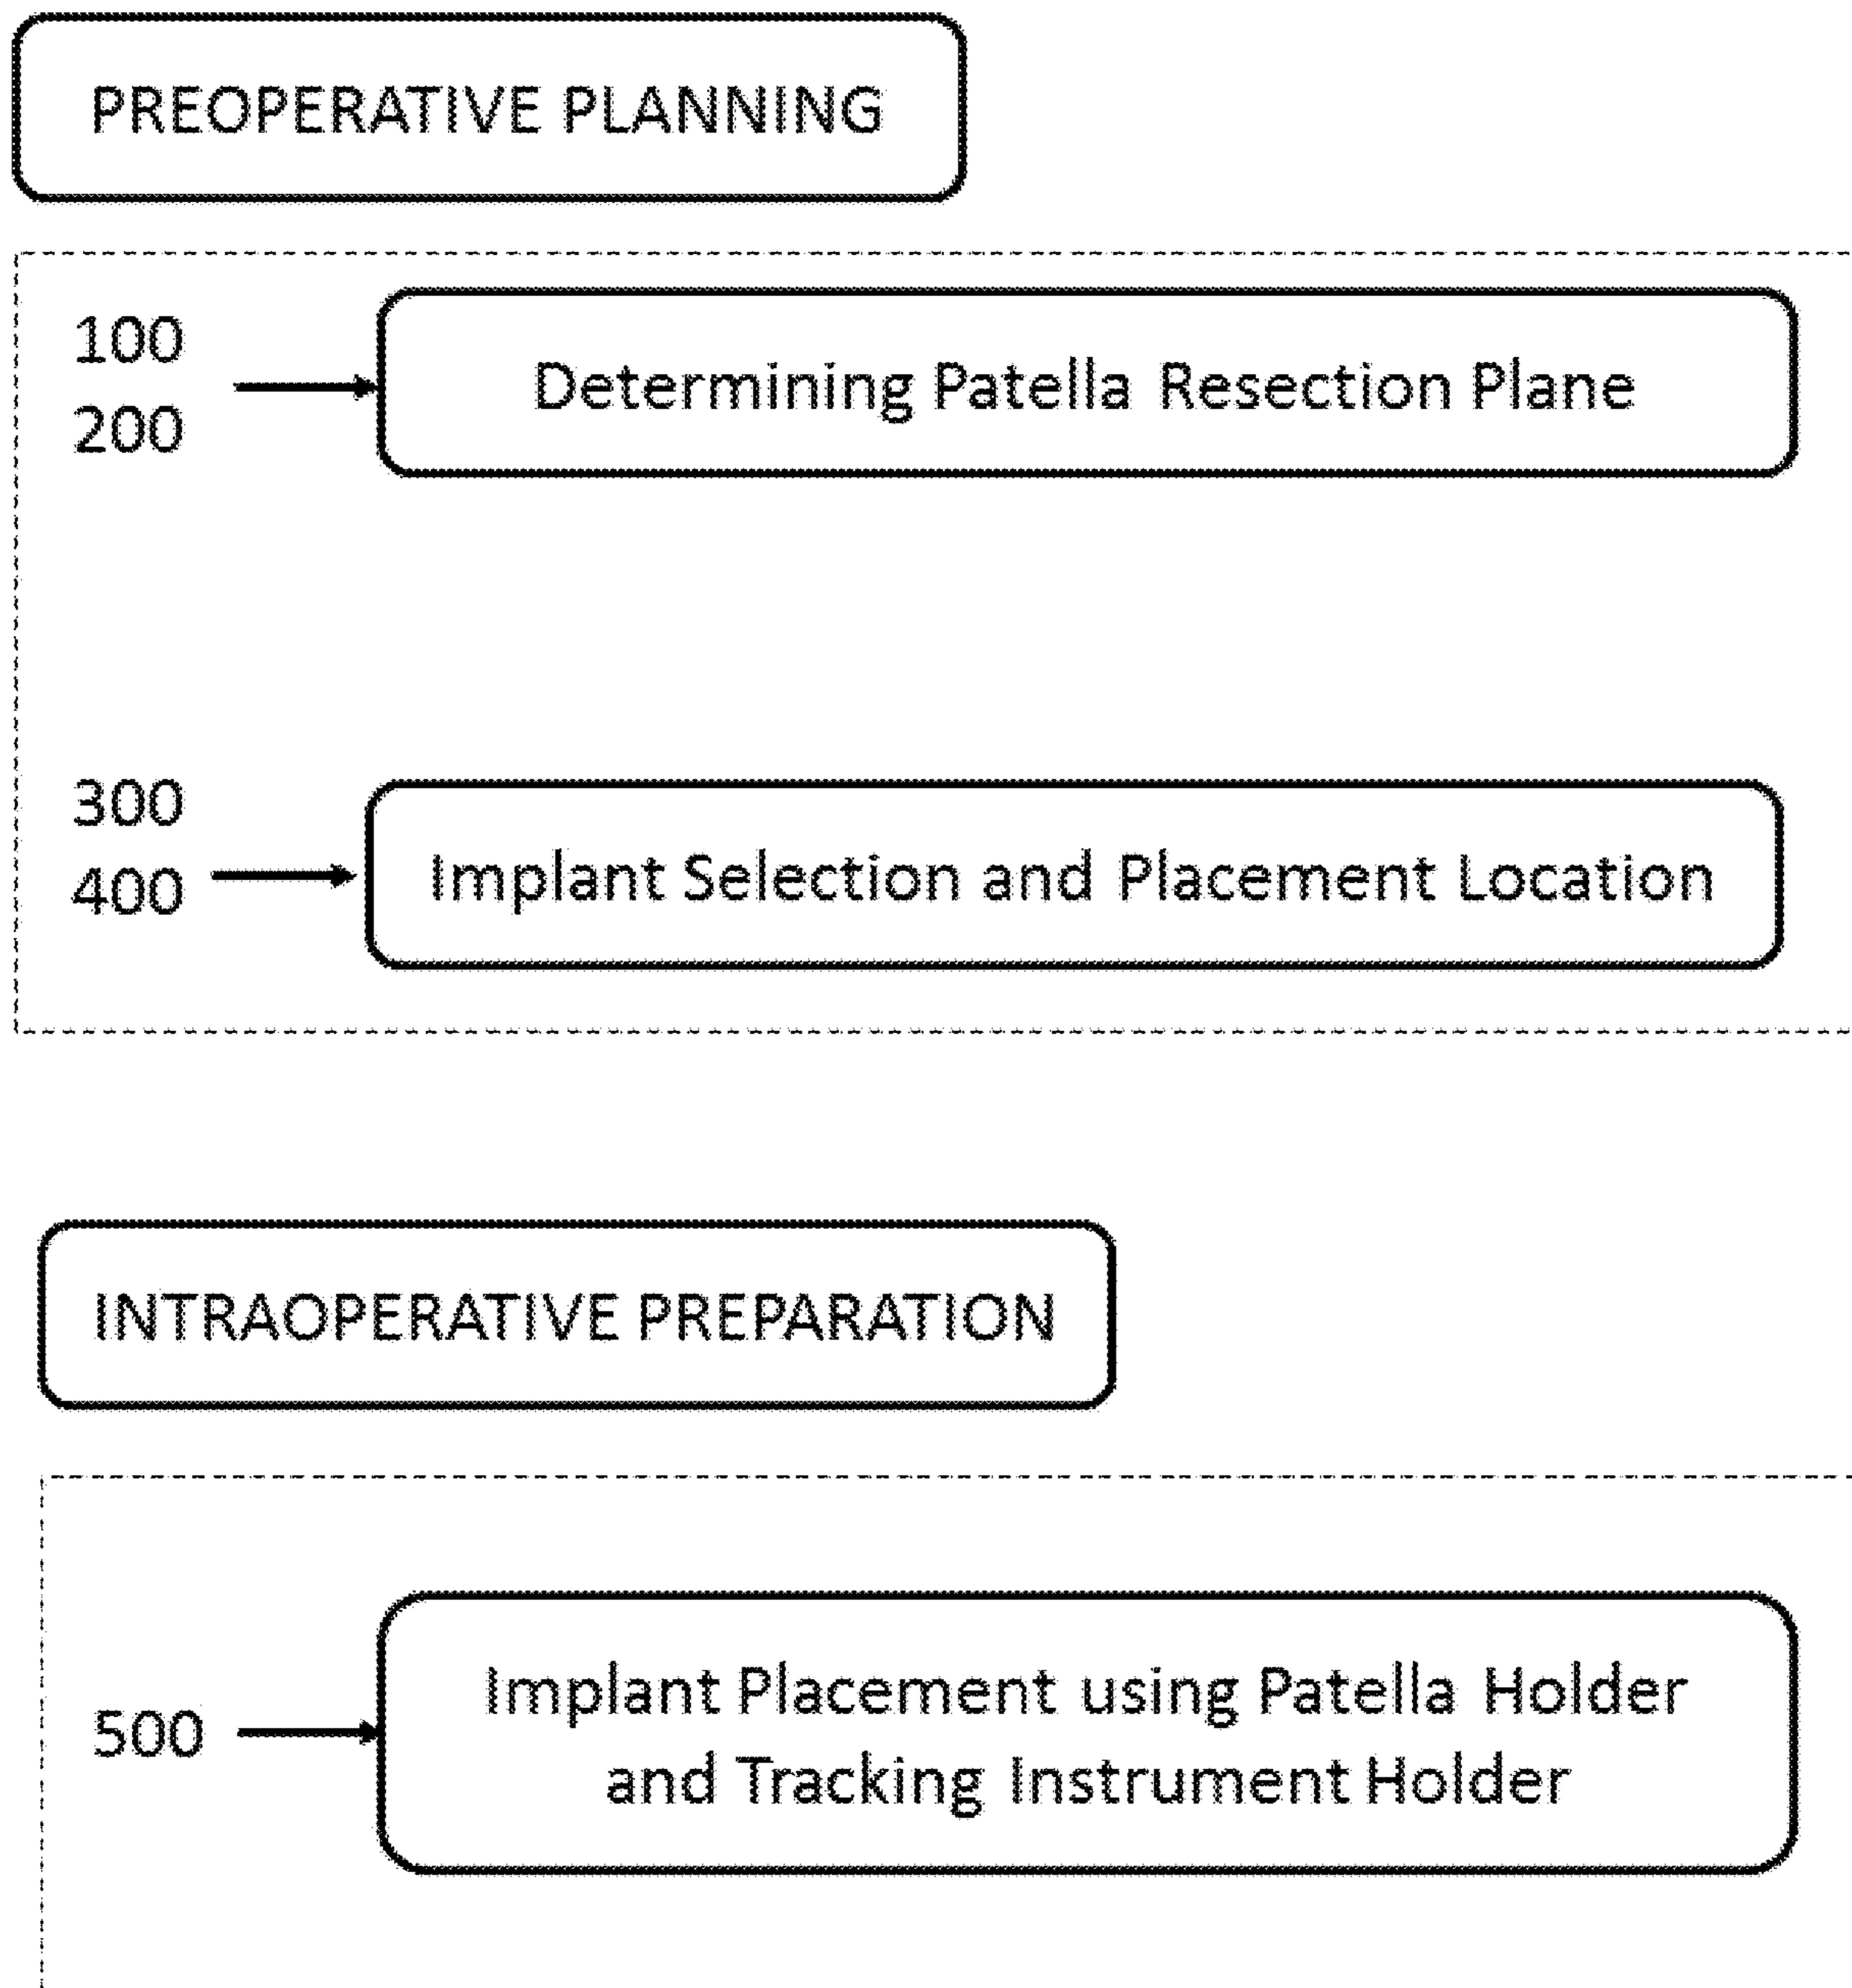 PREOPERATIVE PLANNING
100
200
Determining Patella Resection Plane
300
400
Implant Selection and Placement Location
INTRAOPERATIVE PREPARATION
500
Implant Placement using Patella Holder
and Tracking Instrument Holder